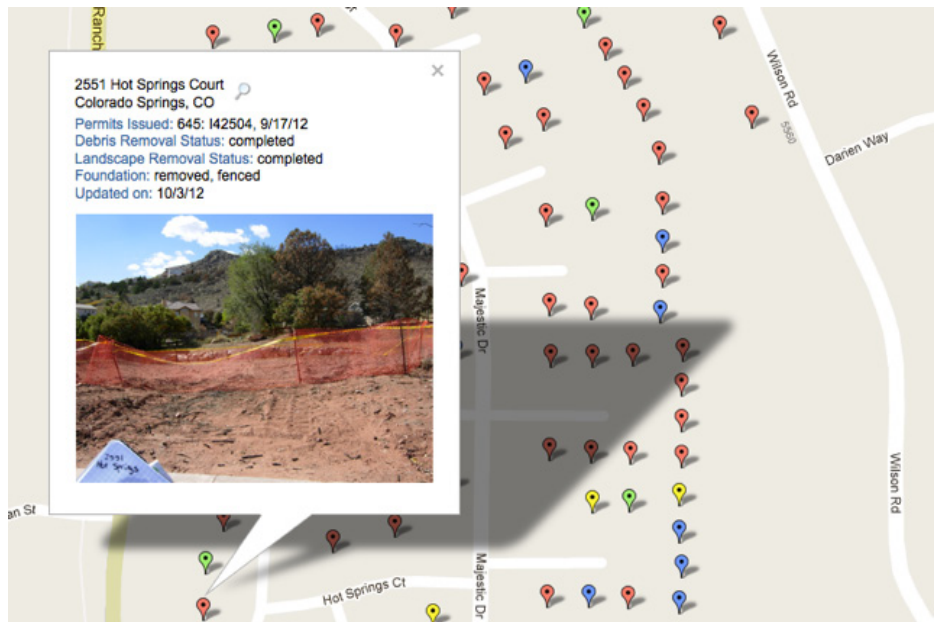 Ranch
2551 Hot Springs Court
Colorado Springs, CO
Permits Issued: 645: I42504, 9/17/12
Debris Removal Status: completed
Landscape Removal Status: completed
Foundation: removed, fenced
Updated on: 10/3/12
2551
Hot Springs
Wilson Rd
5560
Darien Way
Majestic Dr
Wilson Rd
an St
Hot Springs Ct
Majestic Dr